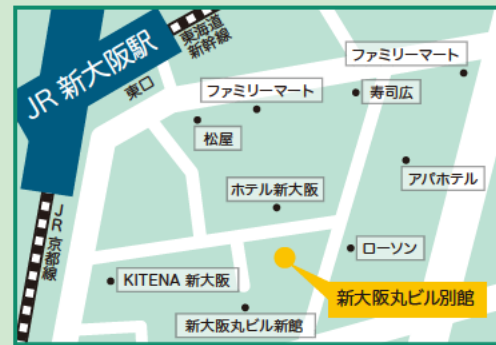 JR 新大阪駅
東海道
新幹線
東口
ファミリーマート
ファミリーマート
寿司広
松屋
アパホテル
ホテル新大阪
JR 京都線
ローソン
KITENA 新大阪
新大阪丸ビル別館
新大阪丸ビル新館